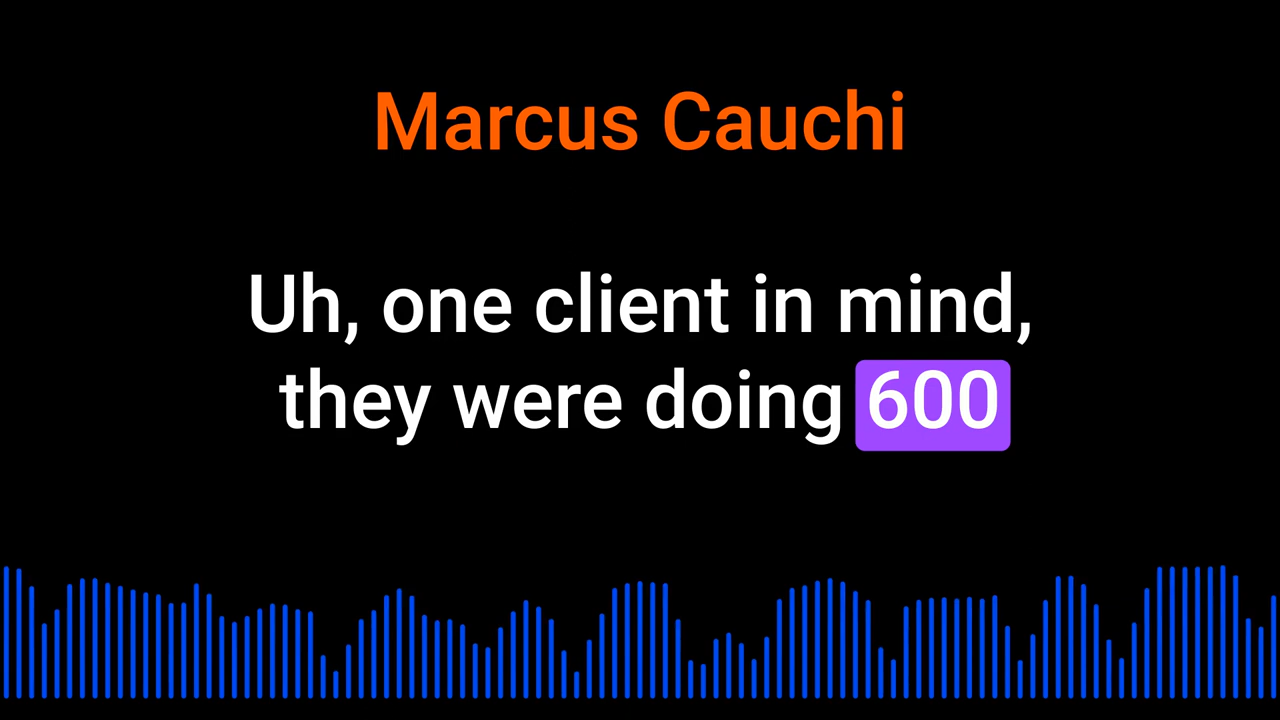 Marcus Cauchi
Uh, one client in mind,
they were doing 600